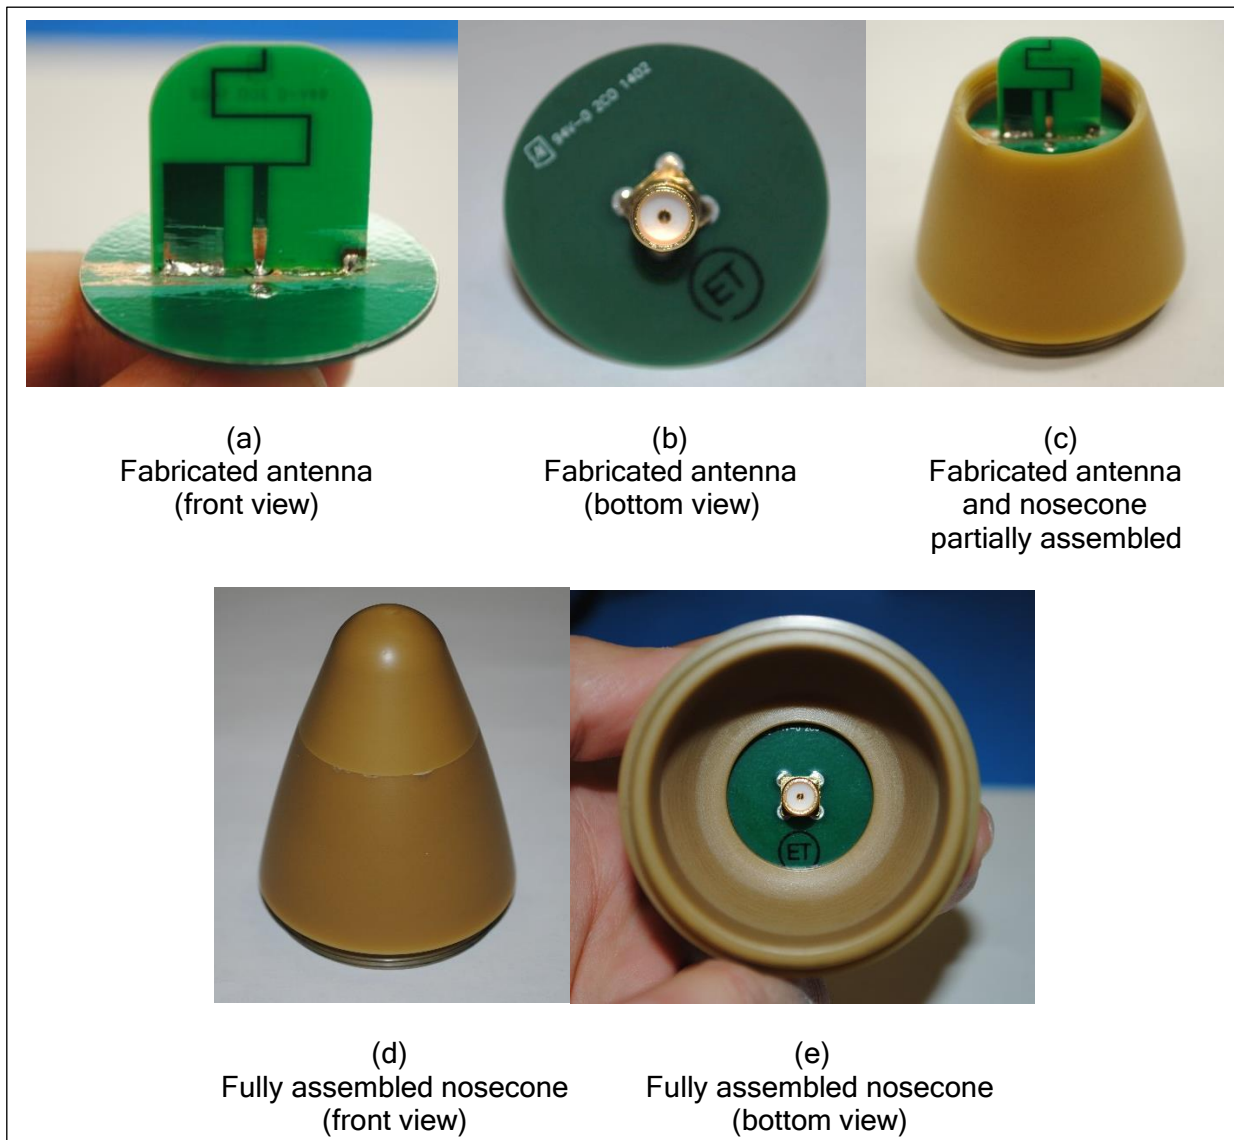 94V-0 2CO 1402
ET
(a)
Fabricated antenna
(front view)
(b)
Fabricated antenna
(bottom view)
(c)
Fabricated antenna
and nosecone
partially assembled
ET
(d)
Fully assembled nosecone
(front view)
(e)
Fully assembled nosecone
(bottom view)